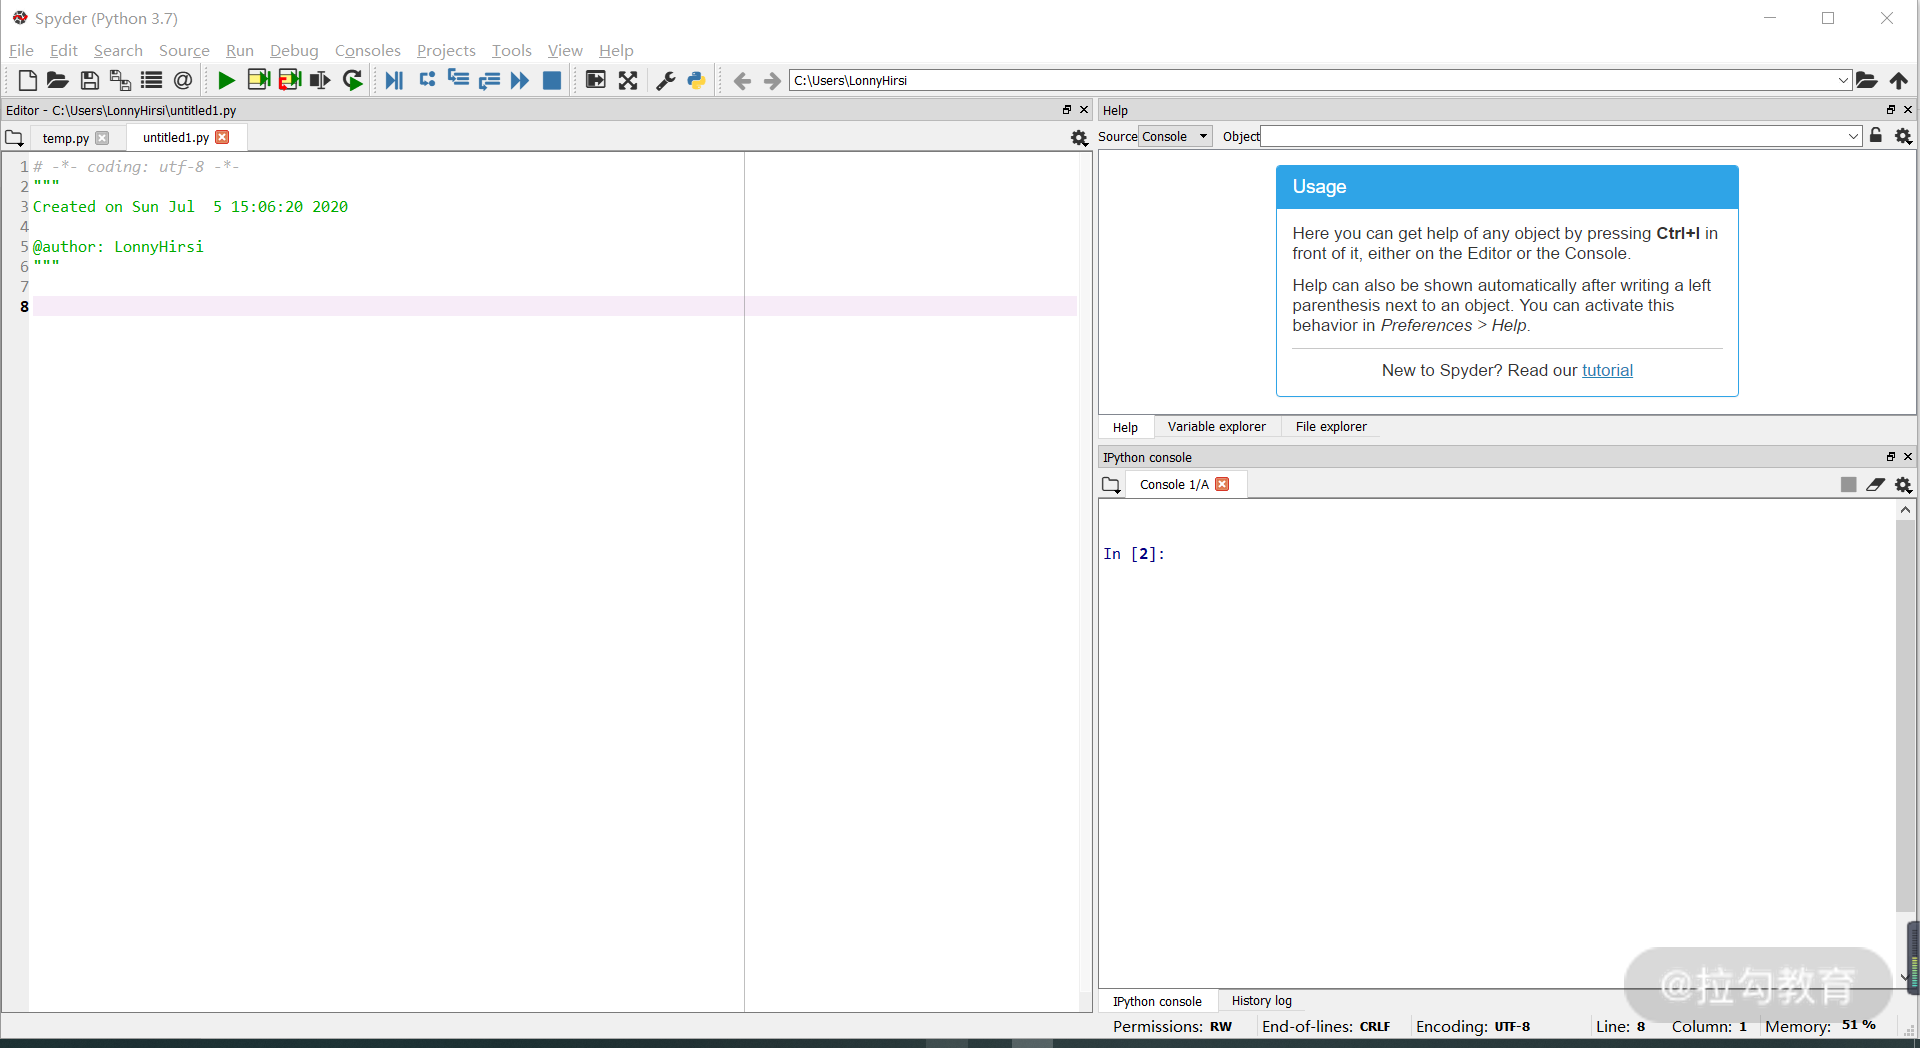 Spyder (Python 3.7)
File Edit Search Source Run Debug Consoles Projects Tools View Help
C:\Users\LonnyHirsi
Editor - C:\Users\LonnyHirsi\untitled1.py
temp.py untitled1.py
1 # -*- coding: utf-8 -*-
2 """
3 Created on Sun Jul  5 15:06:20 2020
4
5 @author: LonnyHirsi
6 """
7
8
Help
Source Console Object
Usage
Here you can get help of any object by pressing Ctrl+I in
front of it, either on the Editor or the Console.
Help can also be shown automatically after writing a left
parenthesis next to an object. You can activate this
behavior in Preferences > Help.
New to Spyder? Read our tutorial
Help Variable explorer File explorer
IPython console
Console 1/A
In [2]:
@拉勾教育
IPython console History log
Permissions: RW End-of-lines: CRLF Encoding: UTF-8 Line: 8 Column: 1 Memory: 51 %